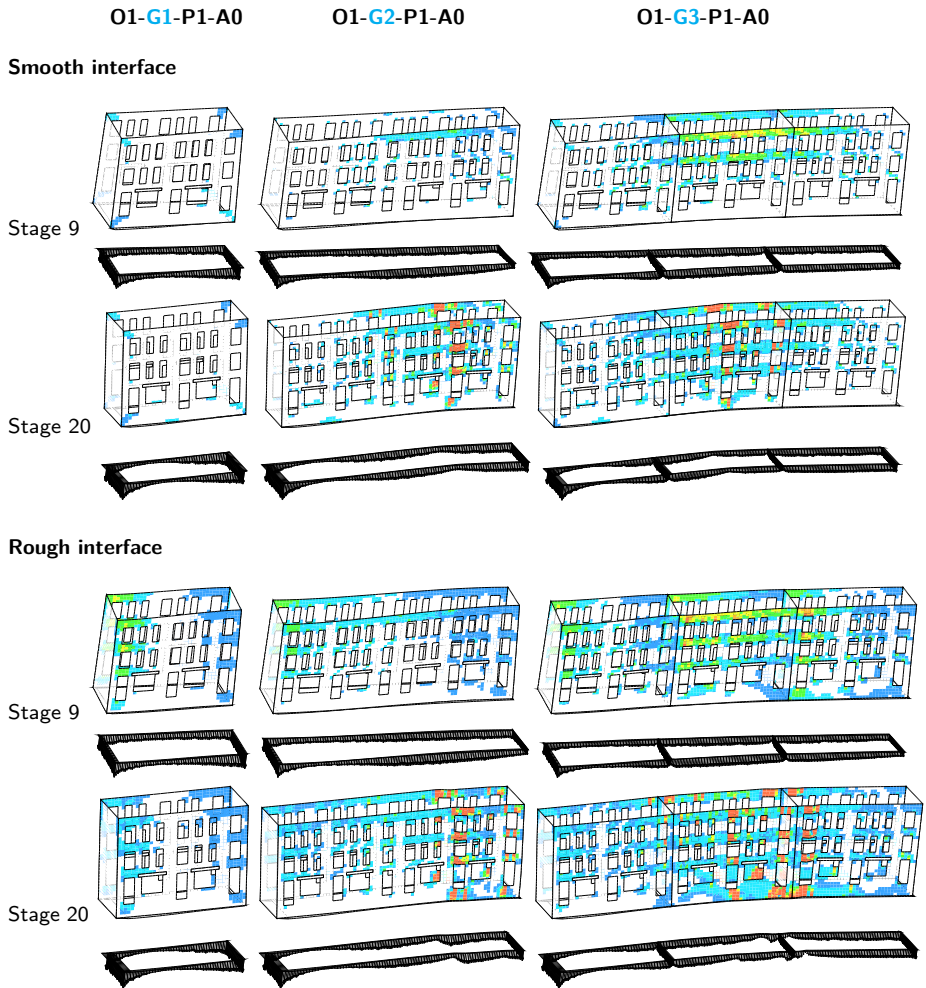 O1-G1-P1-A0 O1-G2-P1-A0 O1-G3-P1-A0
Smooth interface
Stage 9
Stage 20
Rough interface
Stage 9
Stage 20